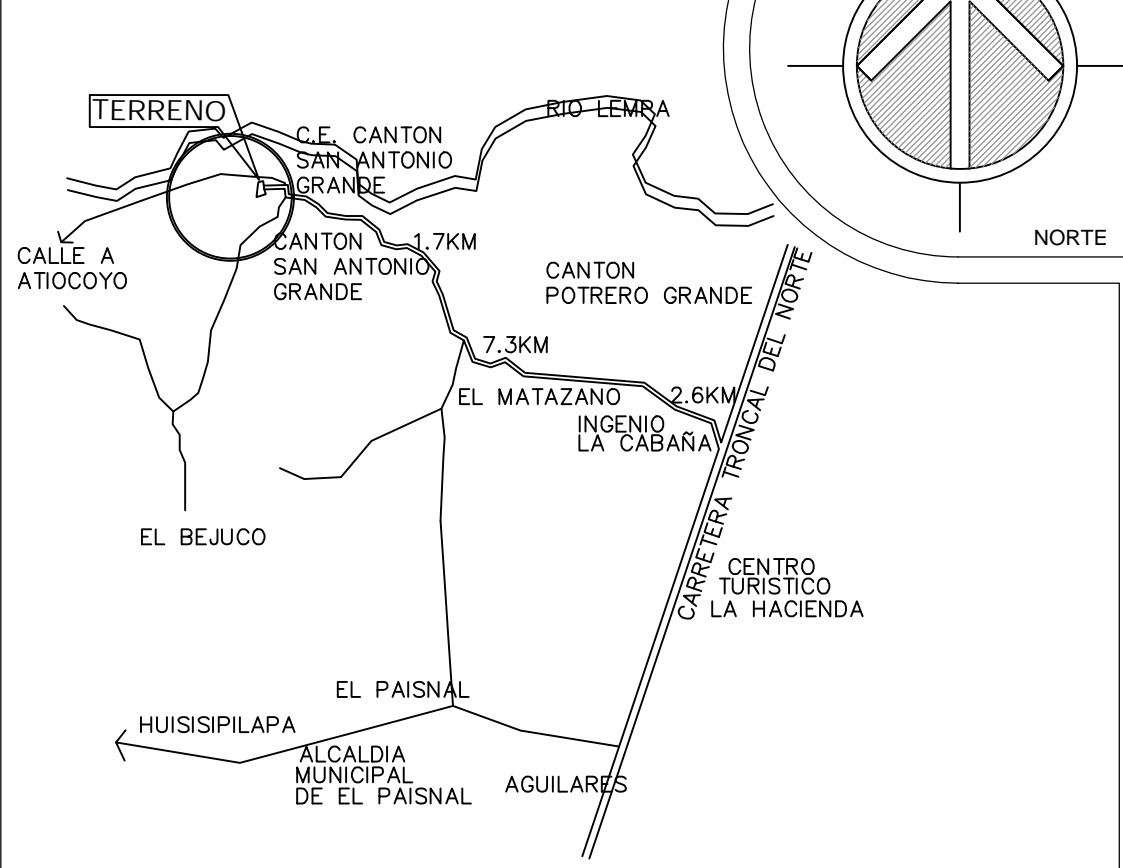 TERRENO
RIO LEMPA
C.E. CANTON
SAN ANTONIO
GRANDE
NORTE
CALLE A
ATIOCOYO
CANTON
SAN ANTONIO
GRANDE
1.7KM
CANTON
POTRERO GRANDE
7.3KM
EL MATAZANO
2.6KM
INGENIO
LA CABAÑA
CARRETERA TRONCAL DEL NORTE
EL BEJUCO
CENTRO
TURISTICO
LA HACIENDA
EL PAISNAL
HUISISIPILAPA
ALCALDIA
MUNICIPAL
DE EL PAISNAL
AGUILARES